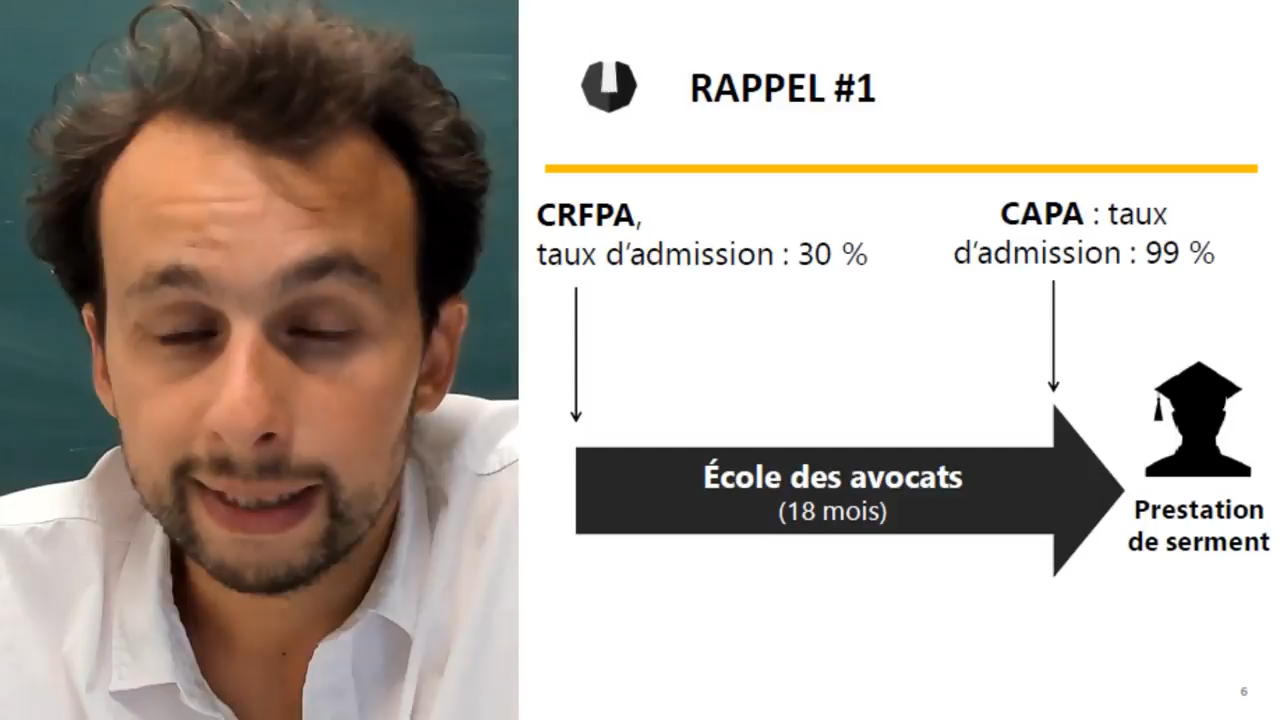 RAPPEL #1
CRFPA,
taux d’admission : 30 %
CAPA : taux
d’admission : 99 %
École des avocats
(18 mois)
Prestation
de serment
6